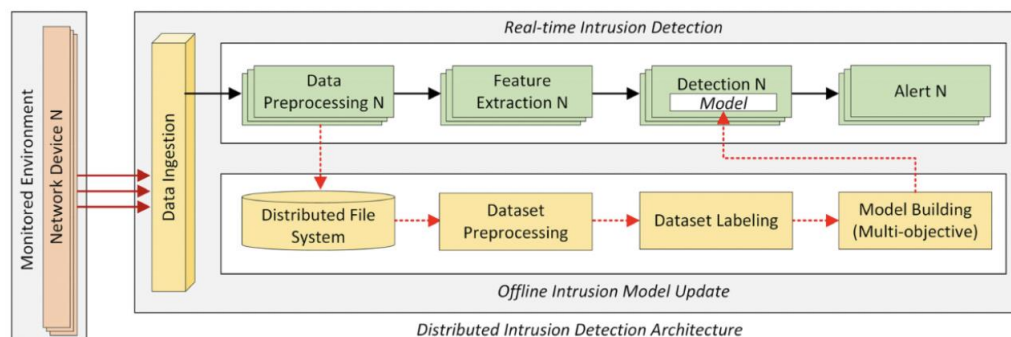 Monitored Environment
Network Device N
Data Ingestion
Real-time Intrusion Detection
Data
Preprocessing N
Feature
Extraction N
Detection N
Model
Alert N
Distributed File
System
Dataset
Preprocessing
Dataset Labeling
Model Building
(Multi-objective)
Offline Intrusion Model Update
Distributed Intrusion Detection Architecture